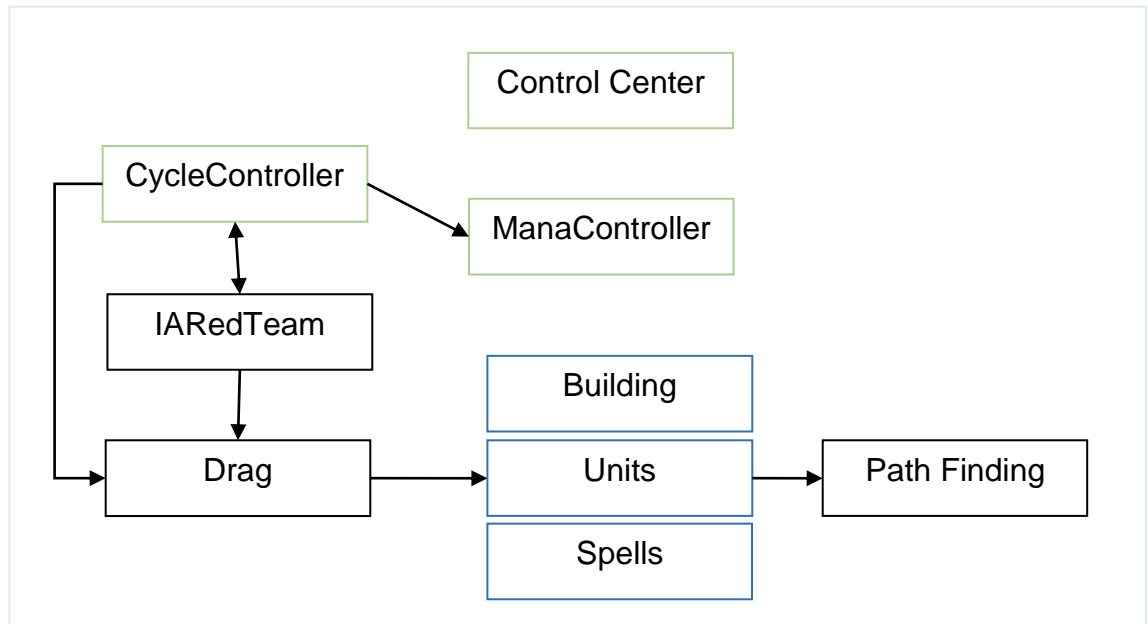 Control Center
CycleController
ManaController
IARedTeam
Building
Drag
Units
Path Finding
Spells